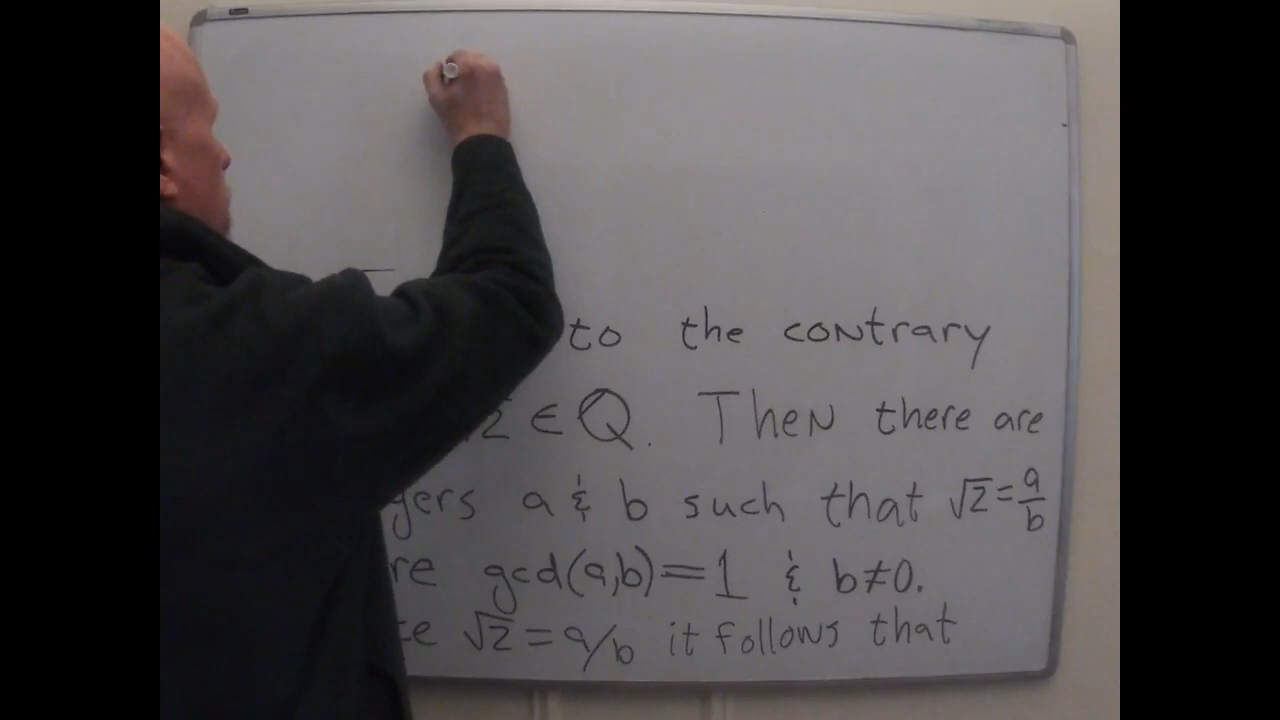 to the contrary
√2 ∈ Q. Then there are
gers a & b such that √2 = a/b
re gcd(a,b) = 1 & b≠0.
ce √2 = a/b it follows that